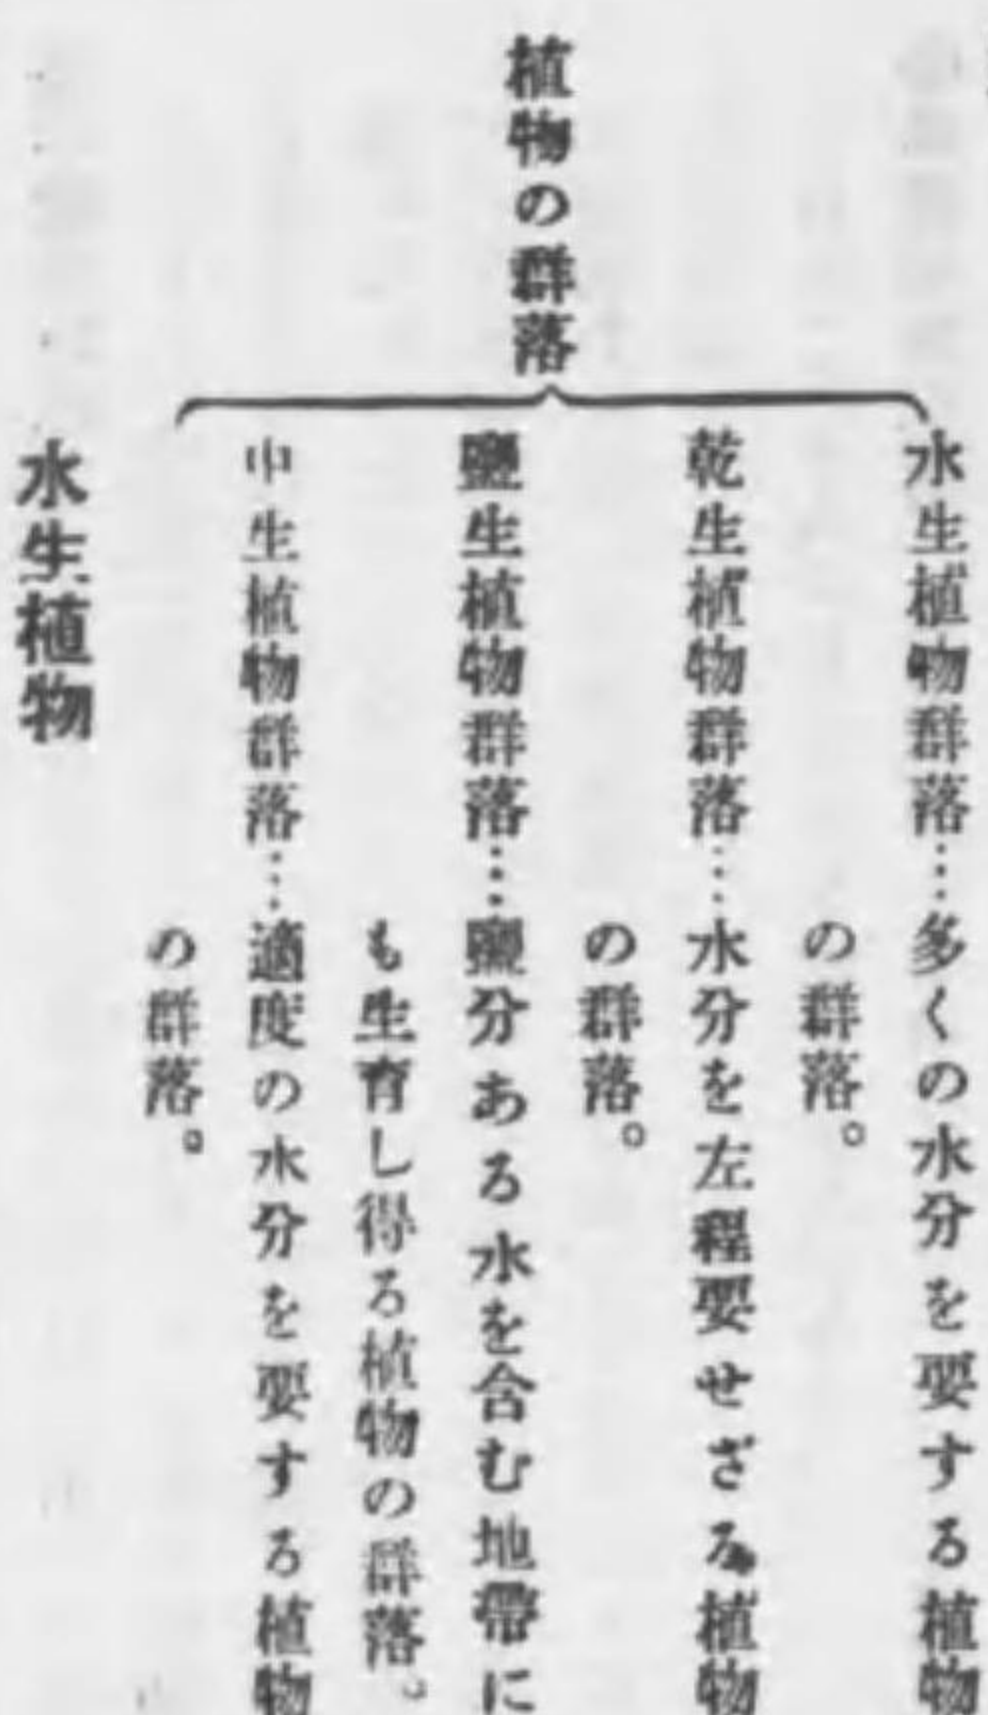 植物の群落
水生植物群落…多くの水分を要する植物
の群落。
乾生植物群落…水分を左程要せざる植物
の群落。
鹽生植物群落…鹽分ある水を含む地帶に
も生育し得る植物の群落。
中生植物群落…適度の水分を要する植物
の群落。
水生植物